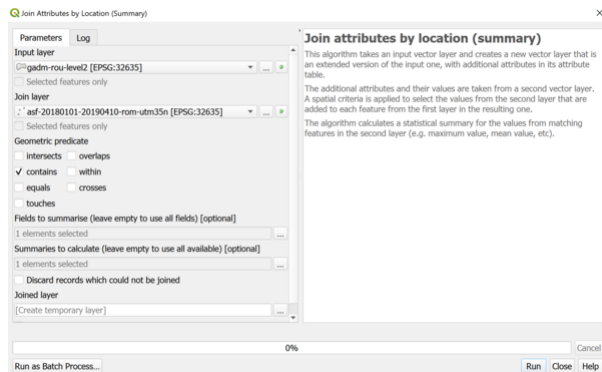 Join Attributes by Location (Summary)
Parameters
Log
Input layer
gadm-rou-level2 [EPSG:32635]
...
Selected features only
Join layer
asf-20180101-20190410-rom-utm35n [EPSG:32635]
...
Selected features only
Geometric predicate
intersects
overlaps
contains
within
equals
crosses
touches
Fields to summarise (leave empty to use all fields) [optional]
1 elements selected
...
Summaries to calculate (leave empty to use all available) [optional]
1 elements selected
...
Discard records which could not be joined
Joined layer
[Create temporary layer]
...
Join attributes by location (summary)
This algorithm takes an input vector layer and creates a new vector layer that is
an extended version of the input one, with additional attributes in its attribute
table.
The additional attributes and their values are taken from a second vector layer.
A spatial criteria is applied to select the values from the second layer that are
added to each feature from the first layer in the resulting one.
The algorithm calculates a statistical summary for the values from matching
features in the second layer (e.g. maximum value, mean value, etc).
0%
Cancel
Run as Batch Process...
Run
Close
Help